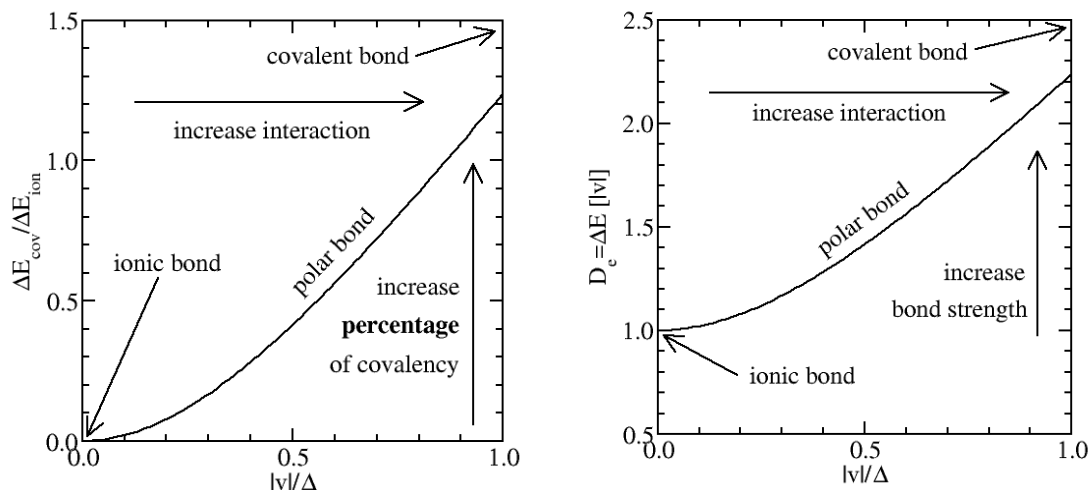 1.5
1.0
0.5
0.0
ΔE_cov/ΔE_ion
covalent bond
increase interaction
polar bond
ionic bond
increase
percentage
of covalency
0.0
0.5
1.0
|v|/Δ
2.5
2.0
1.5
1.0
0.5
D_e=ΔE [|v|]
covalent bond
increase interaction
polar bond
increase
bond strength
ionic bond
0.0
0.5
1.0
|v|/Δ